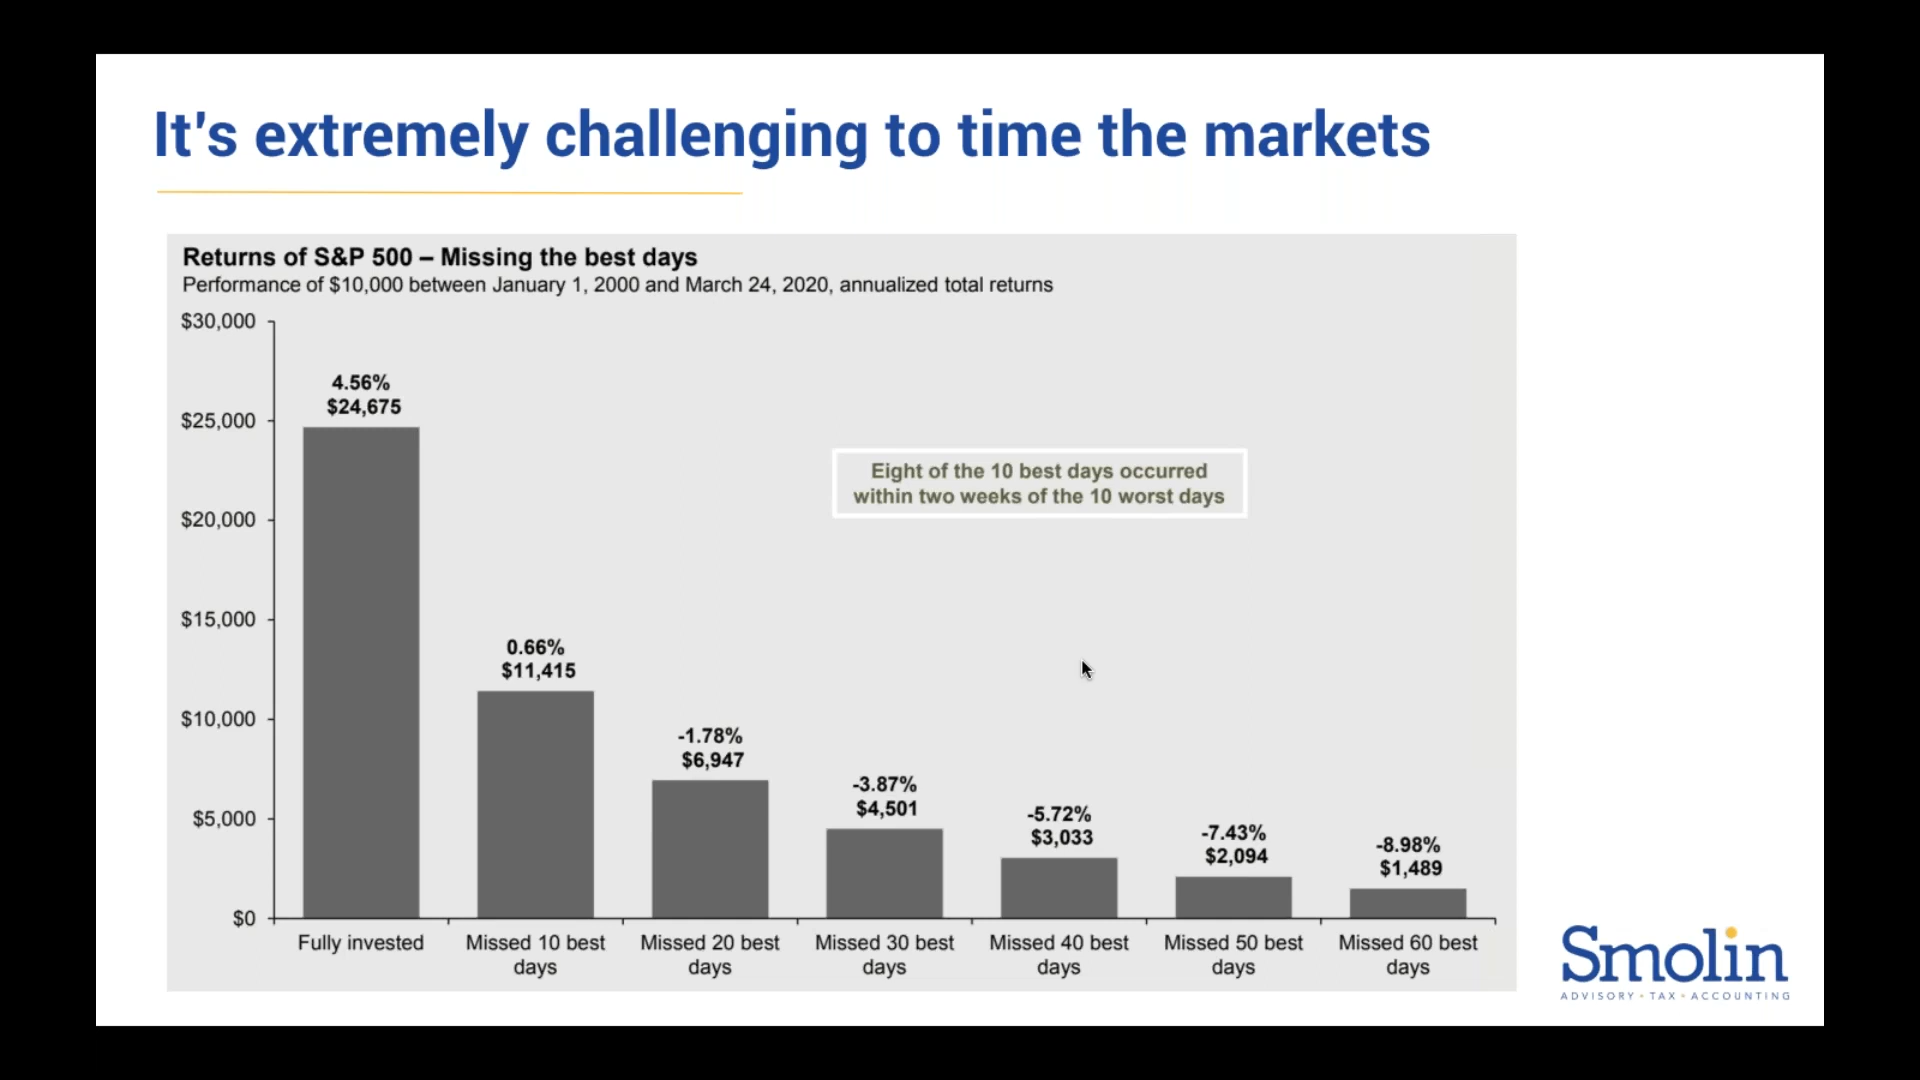 It's extremely challenging to time the markets
Returns of S&P 500 – Missing the best days
Performance of $10,000 between January 1, 2000 and March 24, 2020, annualized total returns
$30,000
$25,000
$20,000
$15,000
$10,000
$5,000
$0
4.56%
$24,675
0.66%
$11,415
-1.78%
$6,947
-3.87%
$4,501
-5.72%
$3,033
-7.43%
$2,094
-8.98%
$1,489
Eight of the 10 best days occurred
within two weeks of the 10 worst days
Fully invested
Missed 10 best
days
Missed 20 best
days
Missed 30 best
days
Missed 40 best
days
Missed 50 best
days
Missed 60 best
days
Smolin
ADVISORY • TAX • ACCOUNTING